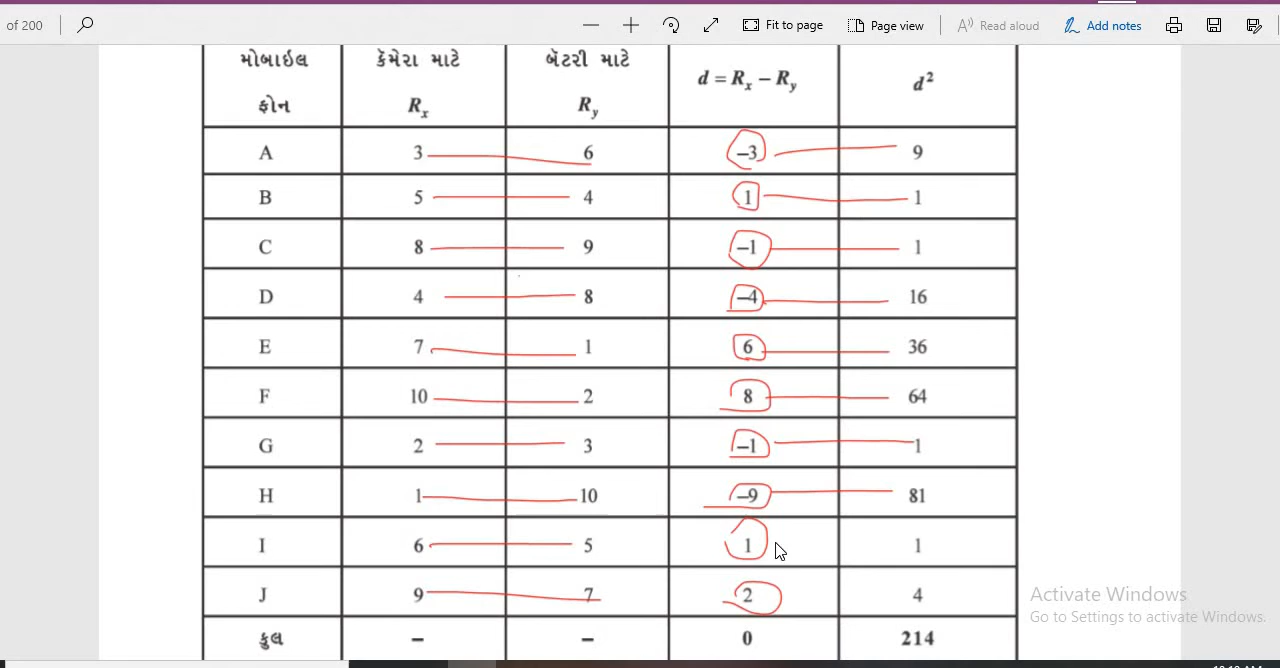 of 200 Fit to page Page view Read aloud Add notes
મોબાઇલ ફોન કૅમેરા માટે Rx બૅટરી માટે Ry d = Rx − Ry d²
A 3 6 −3 9
B 5 4 1 1
C 8 9 −1 1
D 4 8 −4 16
E 7 1 6 36
F 10 2 8 64
G 2 3 −1 1
H 1 10 −9 81
I 6 5 1 1
J 9 7 2 4
કુલ − − 0 214
Activate Windows
Go to Settings to activate Windows.